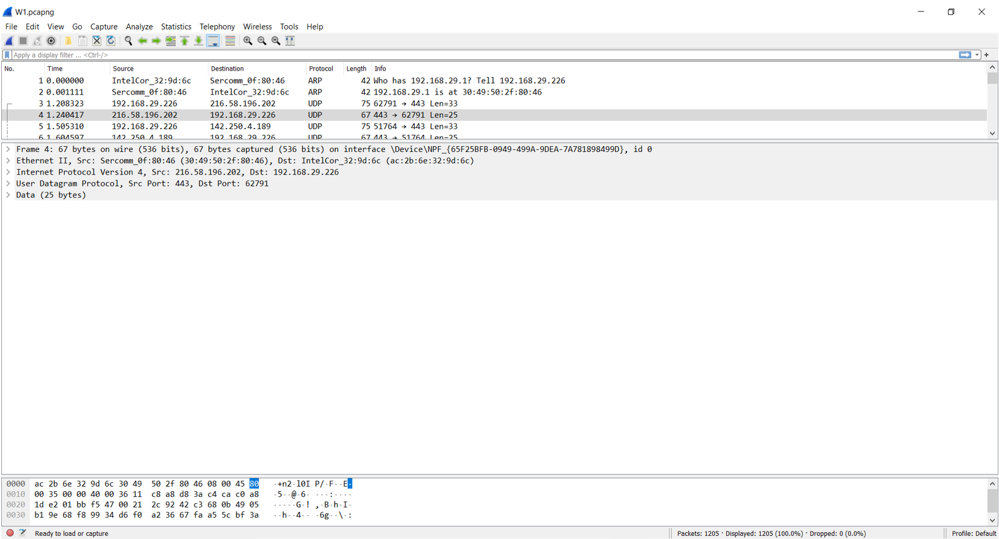 W1.pcapng
File Edit View Go Capture Analyze Statistics Telephony Wireless Tools Help
Apply a display filter ... <Ctrl-/>
No. Time Source Destination Protocol Length Info
1 0.000000 IntelCor_32:9d:6c Sercomm_0f:80:46 ARP 42 Who has 192.168.29.1? Tell 192.168.29.226
2 0.001111 Sercomm_0f:80:46 IntelCor_32:9d:6c ARP 42 192.168.29.1 is at 30:49:50:2f:80:46
3 1.208323 192.168.29.226 216.58.196.202 UDP 75 62791 → 443 Len=33
4 1.240417 216.58.196.202 192.168.29.226 UDP 67 443 → 62791 Len=25
5 1.505310 192.168.29.226 142.250.4.189 UDP 75 51764 → 443 Len=33
6 1.604597 142.250.4.189 192.168.29.226 UDP 67 443 → 51764 Len=25
Frame 4: 67 bytes on wire (536 bits), 67 bytes captured (536 bits) on interface \Device\NPF_{65F25BFB-0949-499A-9DEA-7A781898499D}, id 0
Ethernet II, Src: Sercomm_0f:80:46 (30:49:50:2f:80:46), Dst: IntelCor_32:9d:6c (ac:2b:6e:32:9d:6c)
Internet Protocol Version 4, Src: 216.58.196.202, Dst: 192.168.29.226
User Datagram Protocol, Src Port: 443, Dst Port: 62791
Data (25 bytes)
0000 ac 2b 6e 32 9d 6c 30 49 50 2f 80 46 08 00 45 80 ·+n2·l0I P/·F··E·
0010 00 35 00 00 40 00 36 11 c8 a8 d8 3a c4 ca c0 a8 ·5··@·6· ···:····
0020 1d e2 01 bb f5 47 00 21 2c 92 42 c3 68 0b 49 05 ·····G·! ,·B·h·I·
0030 b1 9e 68 f8 99 34 d6 f0 a2 36 67 fa a5 5c bf 3a ··h··4·· ·6g··\·:
Ready to load or capture
Packets: 1205 · Displayed: 1205 (100.0%) · Dropped: 0 (0.0%)
Profile: Default